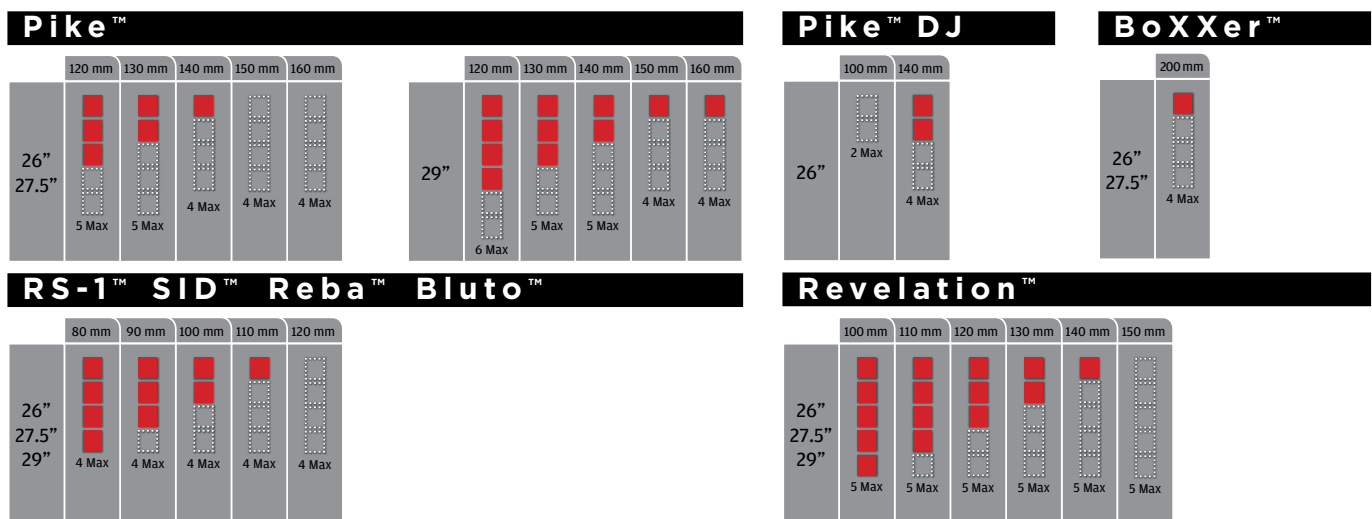 Pike™
120 mm 130 mm 140 mm 150 mm 160 mm
26”
27.5”
5 Max 5 Max 4 Max 4 Max 4 Max
120 mm 130 mm 140 mm 150 mm 160 mm
29”
6 Max 5 Max 5 Max 4 Max 4 Max
Pike™ DJ
100 mm 140 mm
26”
2 Max 4 Max
BoXXer™
200 mm
26”
27.5”
4 Max
RS-1™ SID™ Reba™ Bluto™
80 mm 90 mm 100 mm 110 mm 120 mm
26”
27.5”
29”
4 Max 4 Max 4 Max 4 Max 4 Max
Revelation™
100 mm 110 mm 120 mm 130 mm 140 mm 150 mm
26”
27.5”
29”
5 Max 5 Max 5 Max 5 Max 5 Max 5 Max